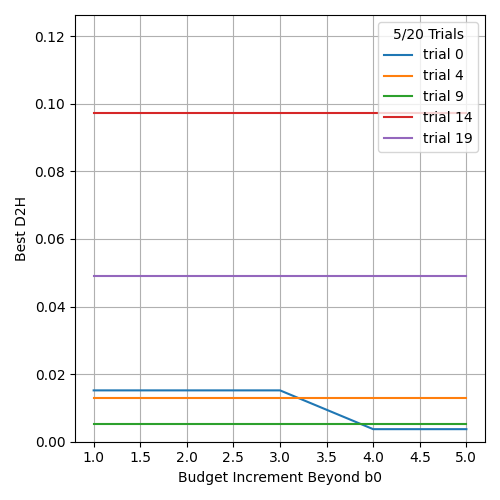 5/20 Trials
trial 0
trial 4
trial 9
trial 14
trial 19
0.12
0.10
0.08
0.06
0.04
0.02
0.00
Best D2H
1.0 1.5 2.0 2.5 3.0 3.5 4.0 4.5 5.0
Budget Increment Beyond b0